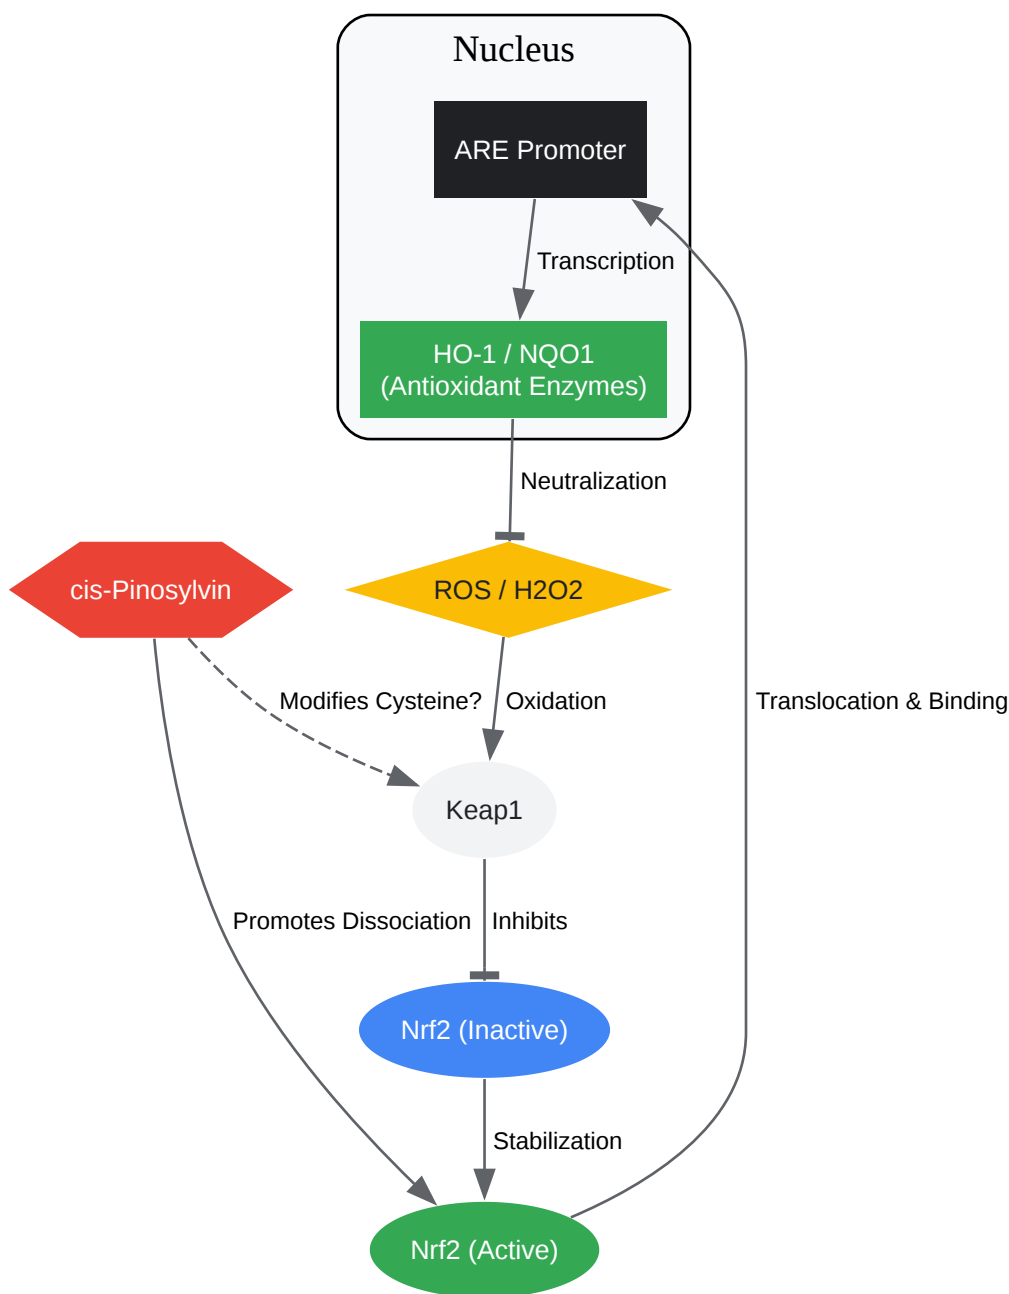 Nucleus
ARE Promoter
Transcription
HO-1 / NQO1
(Antioxidant Enzymes)
Neutralization
cis-Pinosylvin
ROS / H2O2
Modifies Cysteine?
Oxidation
Translocation & Binding
Keap1
Promotes Dissociation
Inhibits
Nrf2 (Inactive)
Stabilization
Nrf2 (Active)